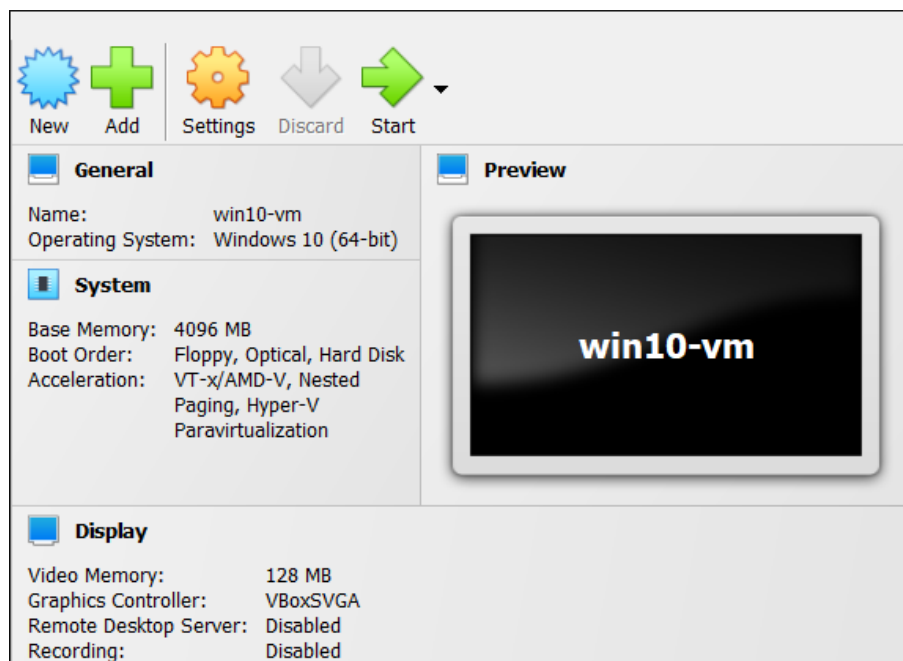 New Add Settings Discard Start
General
Name: win10-vm
Operating System: Windows 10 (64-bit)
System
Base Memory: 4096 MB
Boot Order: Floppy, Optical, Hard Disk
Acceleration: VT-x/AMD-V, Nested
Paging, Hyper-V
Paravirtualization
Preview
win10-vm
Display
Video Memory: 128 MB
Graphics Controller: VBoxSVGA
Remote Desktop Server: Disabled
Recording: Disabled